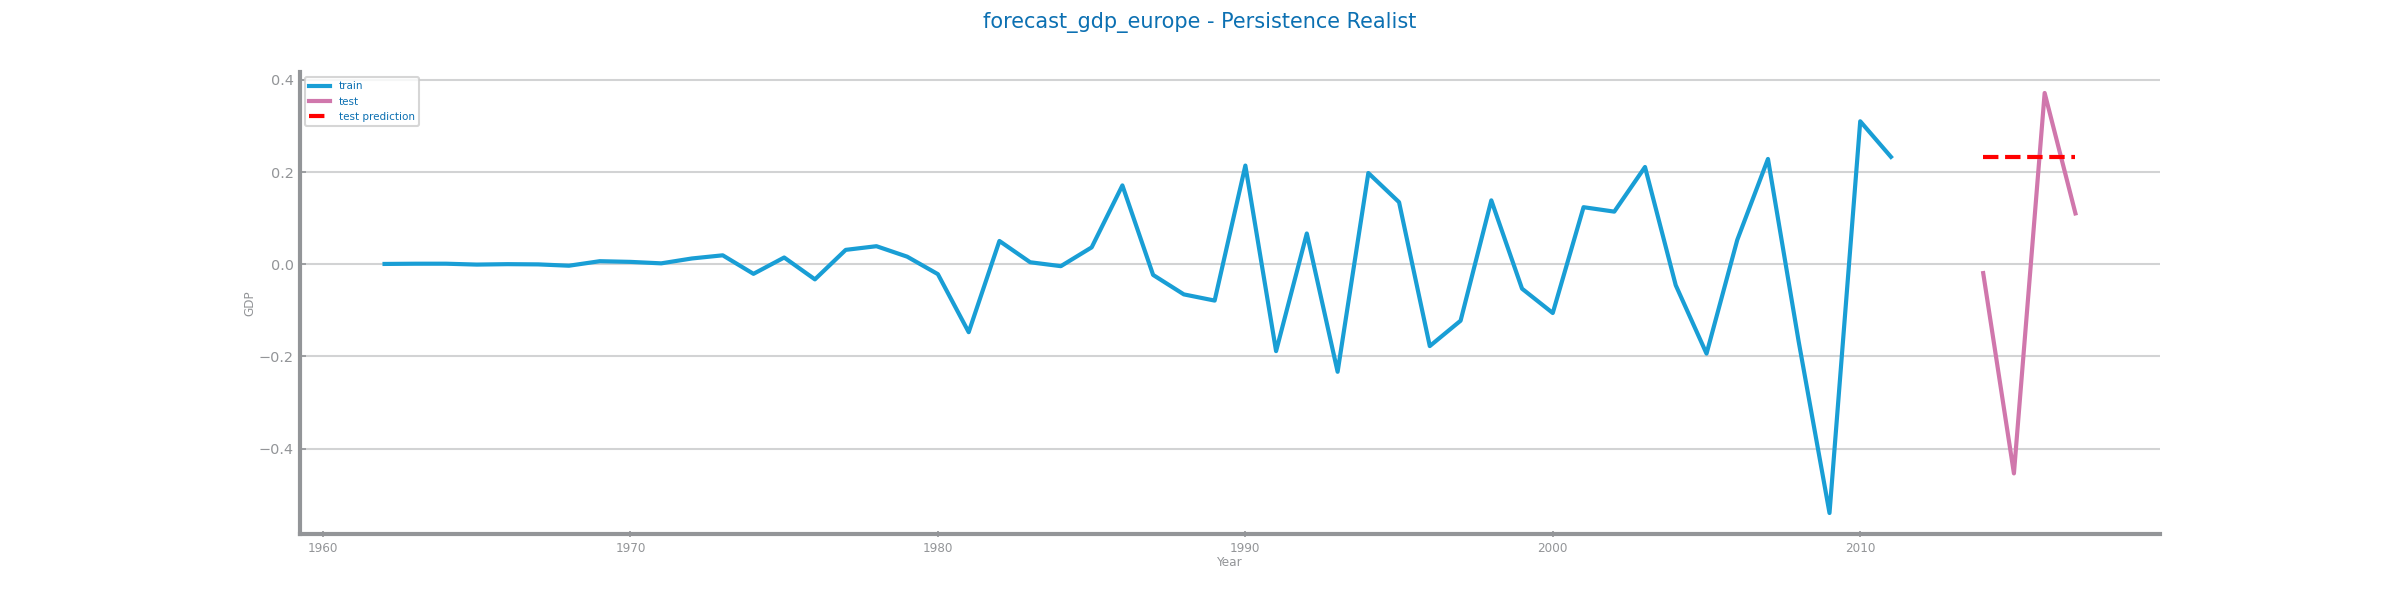 forecast_gdp_europe - Persistence Realist
train
test
test prediction
0.4
0.2
0.0
−0.2
−0.4
GDP
1960 1970 1980 1990 2000 2010
Year